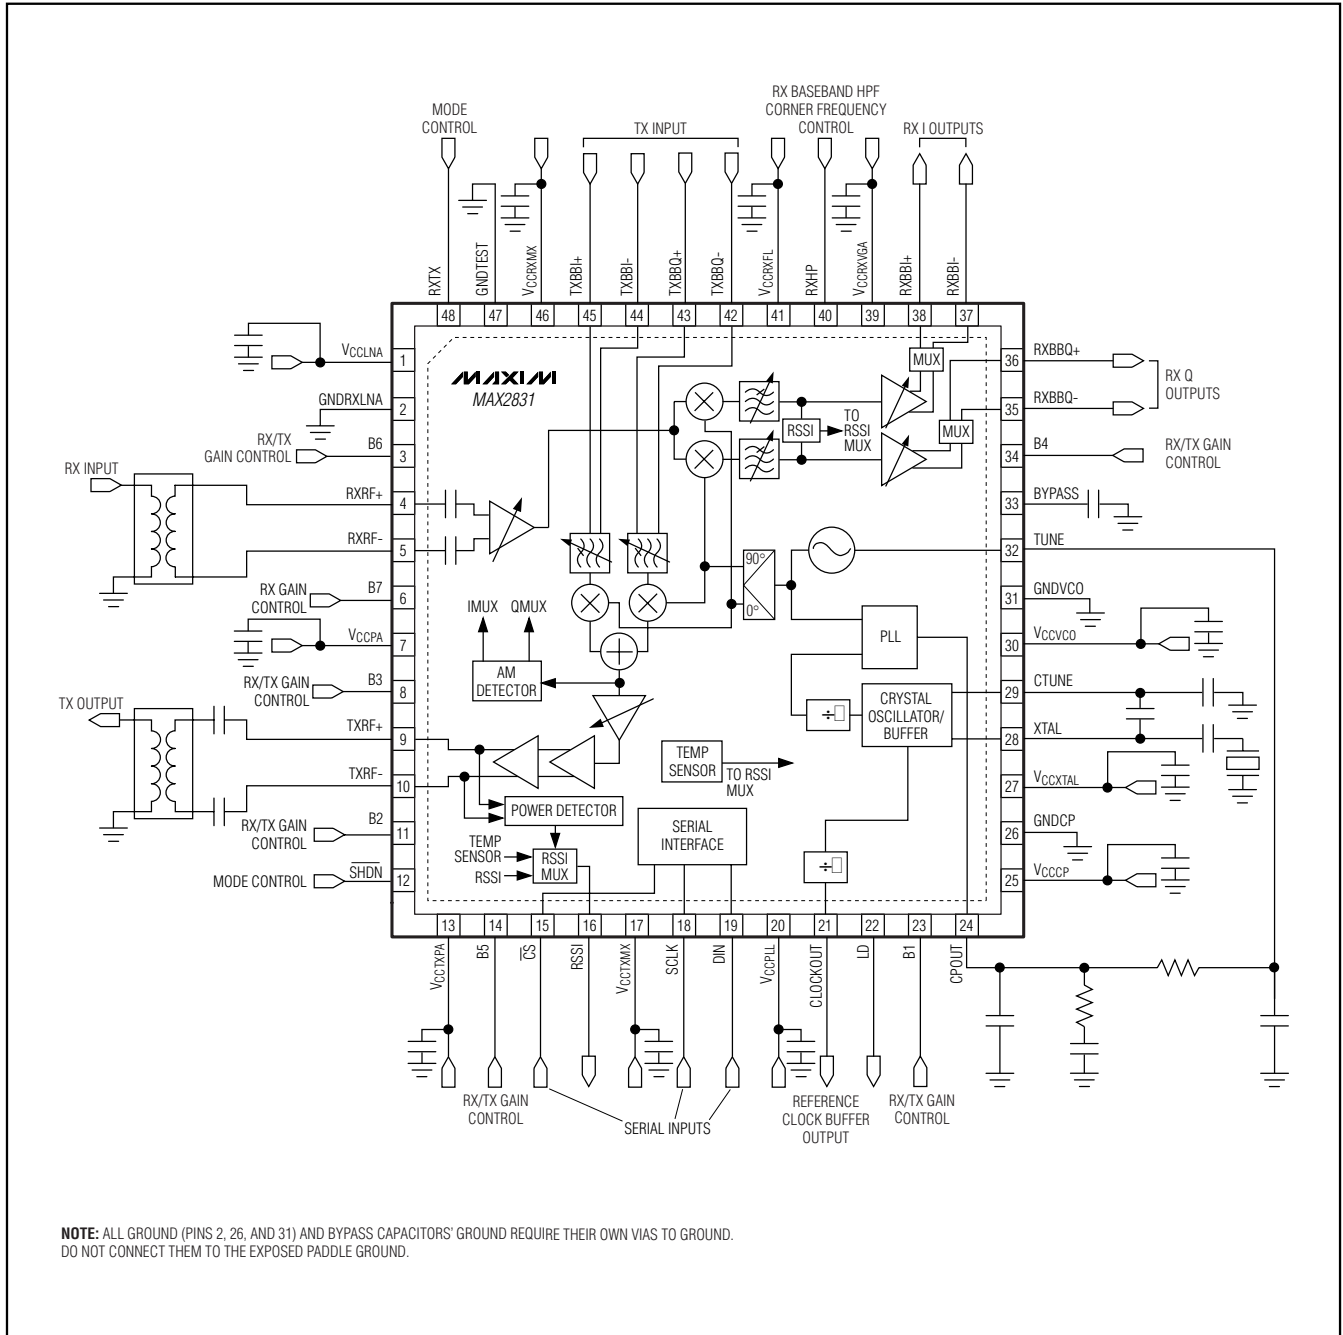 MODE
CONTROL
TX INPUT
RX BASEBAND HPF
CORNER FREQUENCY
CONTROL
RX I OUTPUTS
RXTX
GNDTEST
VCCRXMX
TXBBI+
TXBBI-
TXBBQ+
TXBBQ-
VCCRXFL
RXHP
VCCRXVGA
RXBBI+
RXBBI-
48
47
46
45
44
43
42
41
40
39
38
37
VCCLNA
1
GNDRXLNA
2
RX/TX
GAIN CONTROL
B6
3
RX INPUT
RXRF+
4
RXRF-
5
RX GAIN
CONTROL
B7
6
VCCPA
7
RX/TX GAIN
CONTROL
B3
8
TX OUTPUT
TXRF+
9
TXRF-
10
RX/TX GAIN
CONTROL
B2
11
MODE CONTROL
SHDN
12
MAXIM
MAX2831
MUX
MUX
RSSI
TO
RSSI
MUX
90°
0°
IMUX
QMUX
AM
DETECTOR
PLL
CRYSTAL
OSCILLATOR/
BUFFER
÷
TEMP
SENSOR
TO RSSI
MUX
POWER DETECTOR
SERIAL
INTERFACE
TEMP
SENSOR
RSSI
RSSI
MUX
÷
36
RXBBQ+
35
RXBBQ-
RX Q
OUTPUTS
34
B4
RX/TX GAIN
CONTROL
33
BYPASS
32
TUNE
31
GNDVCO
30
VCCVCO
29
CTUNE
28
XTAL
27
VCCXTAL
26
GNDCP
25
VCCCP
13
14
15
16
17
18
19
20
21
22
23
24
VCCTXPA
B5
CS
RSSI
VCCTXMX
SCLK
DIN
VCCPLL
CLOCKOUT
LD
B1
CPOUT
RX/TX GAIN
CONTROL
SERIAL INPUTS
REFERENCE
CLOCK BUFFER
OUTPUT
RX/TX GAIN
CONTROL
NOTE: ALL GROUND (PINS 2, 26, AND 31) AND BYPASS CAPACITORS' GROUND REQUIRE THEIR OWN VIAS TO GROUND.
DO NOT CONNECT THEM TO THE EXPOSED PADDLE GROUND.